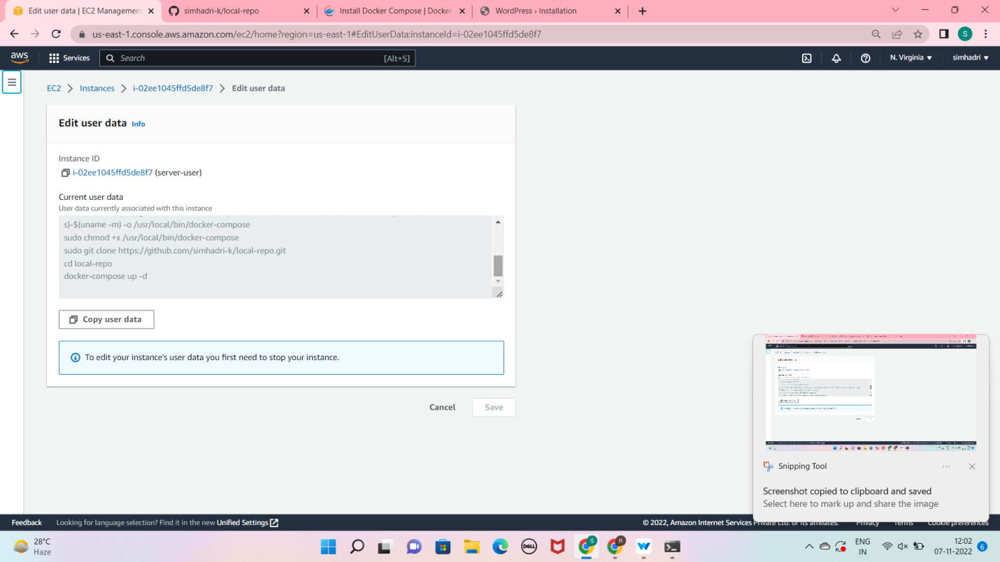 Edit user data | EC2 Management
simhadri-k/local-repo
Install Docker Compose | Docker
WordPress › Installation
us-east-1.console.aws.amazon.com/ec2/home?region=us-east-1#EditUserData:instanceId=i-02ee1045ffd5de8f7
S
aws
Services
Search
[Alt+S]
N. Virginia ▼
simhadri ▼
EC2
Instances
i-02ee1045ffd5de8f7
Edit user data
Edit user data Info
Instance ID
i-02ee1045ffd5de8f7 (server-user)
Current user data
User data currently associated with this instance
s)-$(uname -m) -o /usr/local/bin/docker-compose
sudo chmod +x /usr/local/bin/docker-compose
sudo git clone https://github.com/simhadri-k/local-repo.git
cd local-repo
docker-compose up -d
Copy user data
To edit your instance's user data you first need to stop your instance.
Cancel
Save
Snipping Tool
Screenshot copied to clipboard and saved
Select here to mark up and share the image
Feedback
Looking for language selection? Find it in the new Unified Settings
© 2022, Amazon Internet Services Private Ltd. or its affiliates.
Privacy
Terms
Cookie preferences
28°C
Haze
DELL
S
R
ENG
IN
12:02
07-11-2022
6